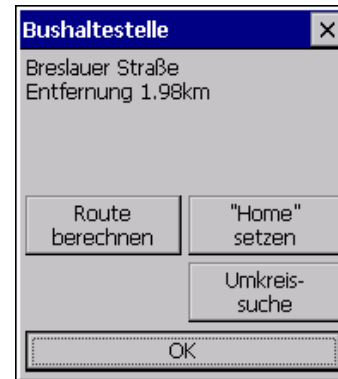 Bushaltestelle
Breslauer Straße
Entfernung 1.98km
Route
berechnen
"Home"
setzen
Umkreis-
suche
OK